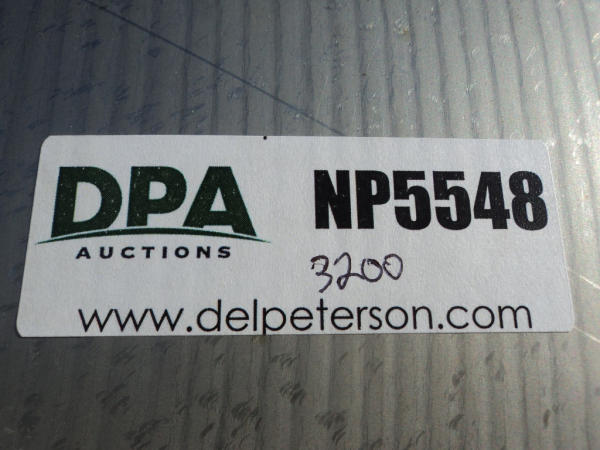 DPA
AUCTIONS
NP5548
3200
www.delpeterson.com